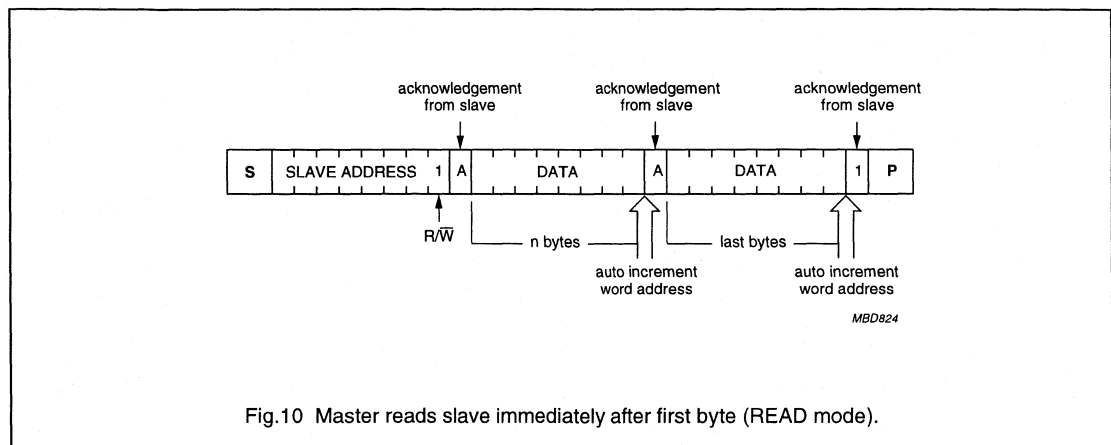 acknowledgement
from slave
acknowledgement
from slave
acknowledgement
from slave
S SLAVE ADDRESS 1 A DATA A DATA 1 P
R/W̅
n bytes
last bytes
auto increment
word address
auto increment
word address
MBD824
Fig.10 Master reads slave immediately after first byte (READ mode).